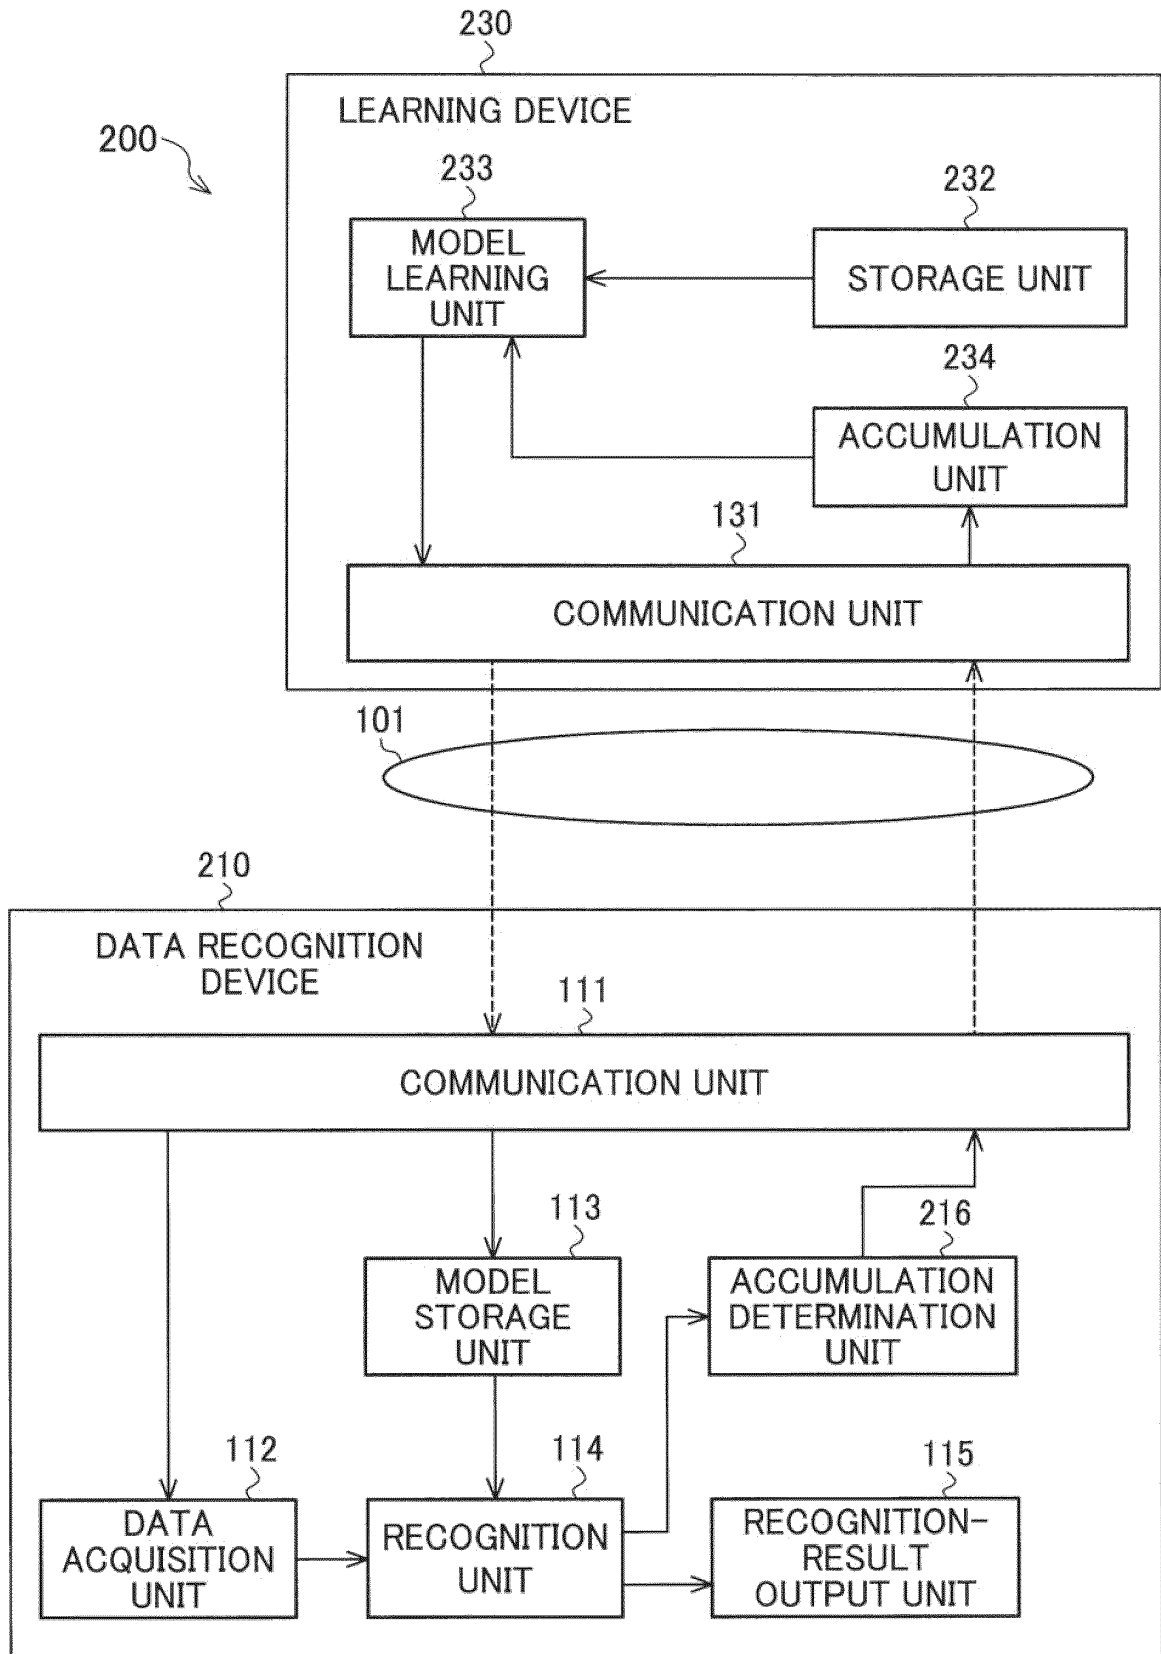 230
LEARNING DEVICE
200
233
232
MODEL
LEARNING
UNIT
STORAGE UNIT
234
ACCUMULATION
UNIT
131
COMMUNICATION UNIT
101
210
DATA RECOGNITION
DEVICE
111
COMMUNICATION UNIT
113
216
MODEL
STORAGE
UNIT
ACCUMULATION
DETERMINATION
UNIT
112
114
115
DATA
ACQUISITION
UNIT
RECOGNITION
UNIT
RECOGNITION-
RESULT
OUTPUT UNIT